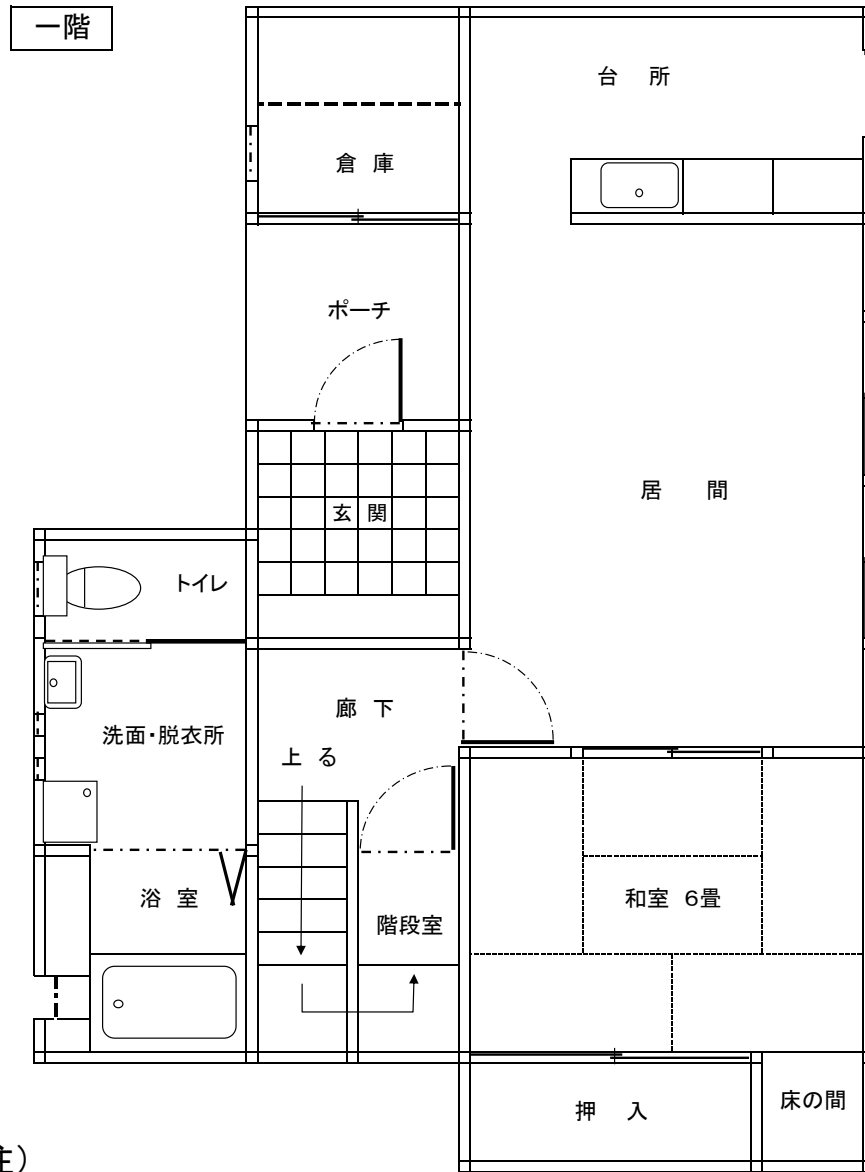 一階
台 所
倉 庫
ポーチ
居 間
玄 関
トイレ
廊 下
洗面・脱衣所
上 る
浴 室
和室 6畳
階段室
床の間
押 入
主）